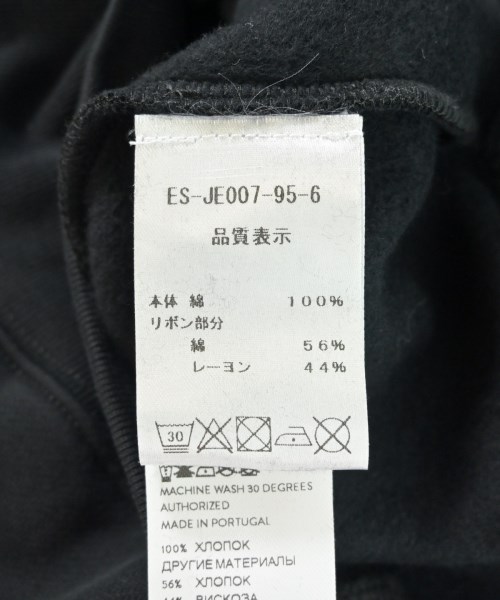 ES-JE007-95-6
品質表示
本体 綿 100%
リボン部分
綿 56%
レーヨン 44%
30
MACHINE WASH 30 DEGREES
AUTHORIZED
MADE IN PORTUGAL
100% ХЛОПОК
ДРУГИЕ МАТЕРИАЛЫ
56% ХЛОПОК
44% ВИСКОЗА